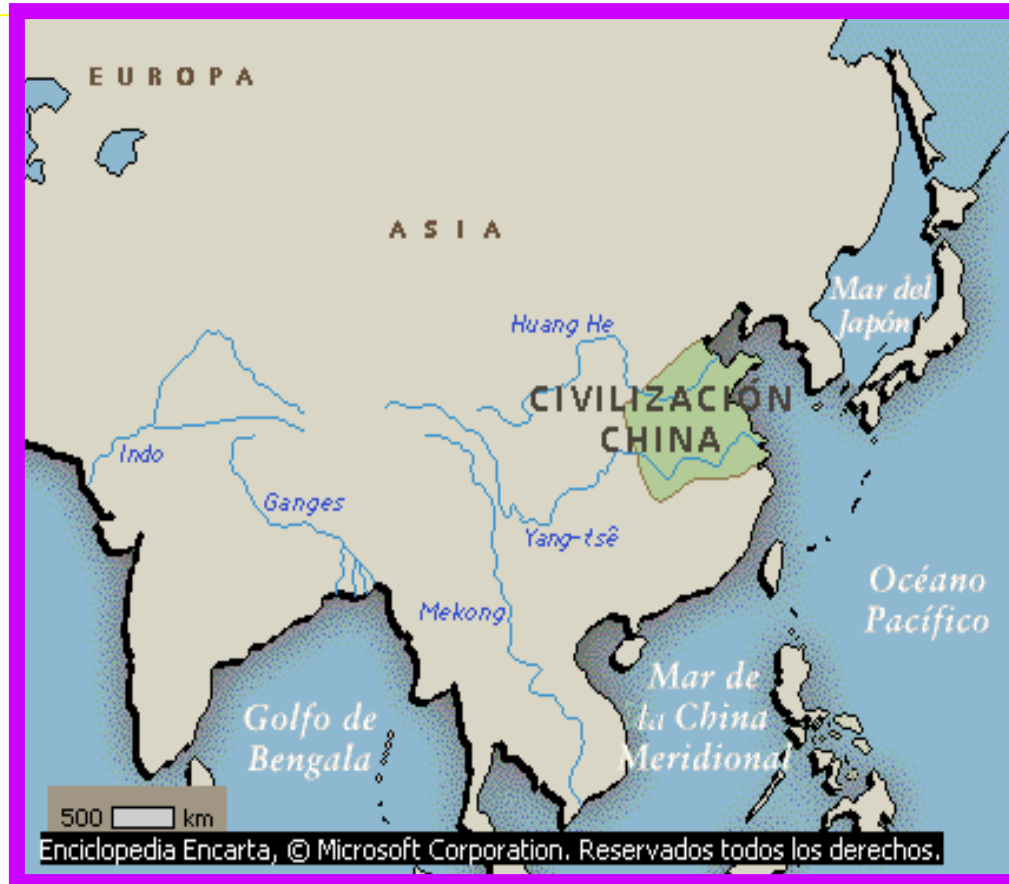 EUROPA
ASIA
Mar del
Japón
Huang He
CIVILIZACIÓN
CHINA
Indo
Ganges
Yang-tsê
Mekong
Océano
Pacífico
Mar de
la China
Meridional
Golfo de
Bengala
500 km
Enciclopedia Encarta, © Microsoft Corporation. Reservados todos los derechos.